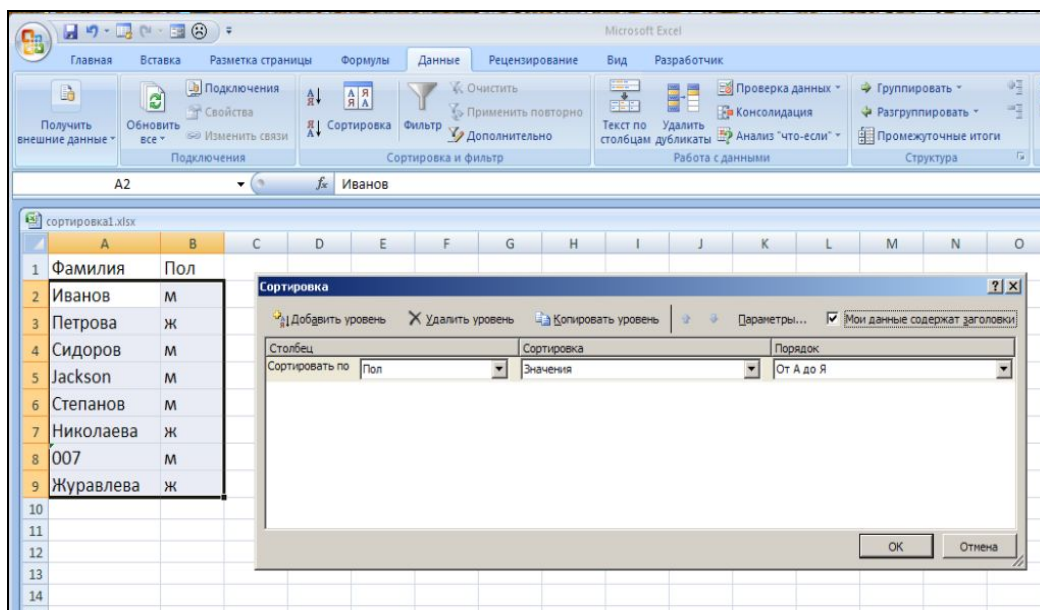 Microsoft Excel
Главная Вставка Разметка страницы Формулы Данные Рецензирование Вид Разработчик
Получить внешние данные
Обновить все
Подключения
Свойства
Изменить связи
Подключения
Сортировка
Фильтр
Очистить
Применить повторно
Дополнительно
Сортировка и фильтр
Текст по столбцам
Удалить дубликаты
Проверка данных
Консолидация
Анализ "что-если"
Работа с данными
Группировать
Разгруппировать
Промежуточные итоги
Структура
A2 fx Иванов
сортировка1.xlsx
A B C D E F G H I J K L M N O
1 Фамилия Пол
2 Иванов м
3 Петрова ж
4 Сидоров м
5 Jackson м
6 Степанов м
7 Николаева ж
8 007 м
9 Журавлева ж
10
11
12
13
14
Сортировка
Добавить уровень Удалить уровень Копировать уровень Параметры... Мои данные содержат заголовки
Столбец Сортировка Порядок
Сортировать по Пол Значения От А до Я
ОК Отмена